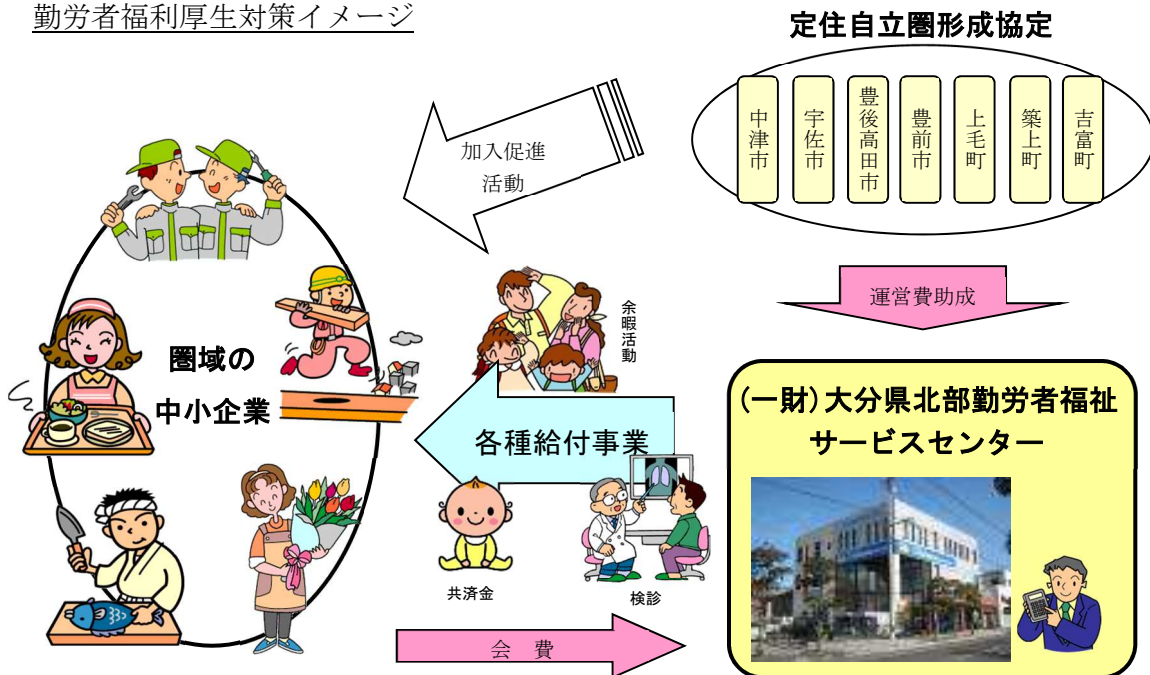 勤労者福利厚生対策イメージ
定住自立圏形成協定
中津市
宇佐市
豊後高田市
豊前市
上毛町
築上町
吉富町
加入促進
活動
運営費助成
余暇活動
圏域の
中小企業
各種給付事業
(一財)大分県北部勤労者福祉
サービスセンター
共済金
検診
会 費